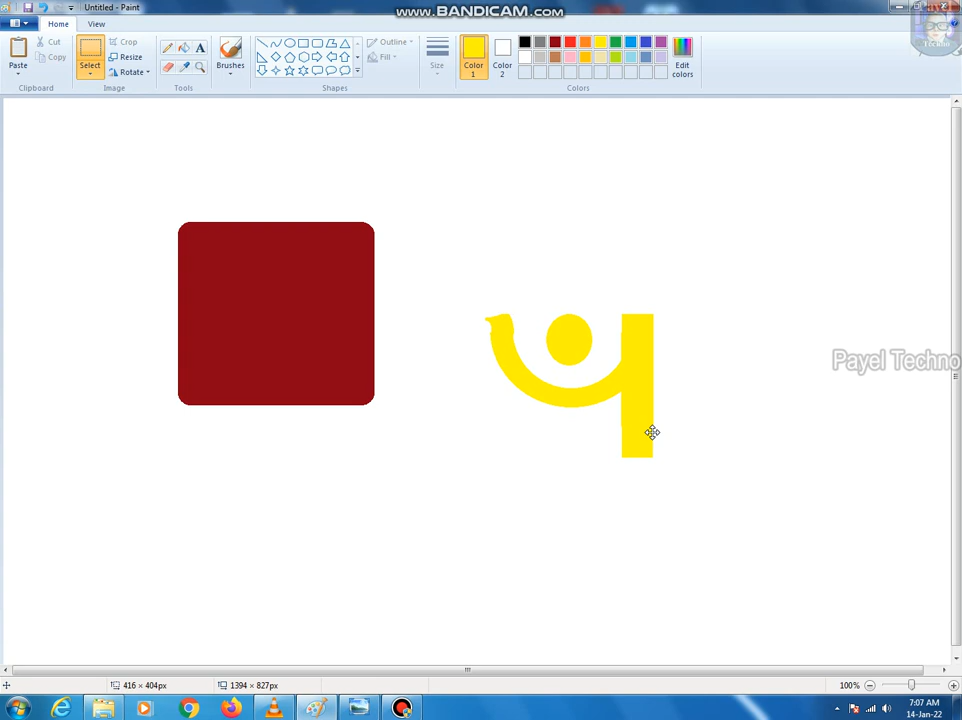 Untitled - Paint
WWW.BANDICAM.COM
Home
View
Paste
Cut
Copy
Clipboard
Select
Crop
Resize
Rotate
Image
A
Tools
Brushes
Shapes
Outline
Fill
Size
Color 1
Color 2
Edit colors
Colors
Payel Techno
416 × 404px
1394 × 827px
100%
7:07 AM
14-Jan-22